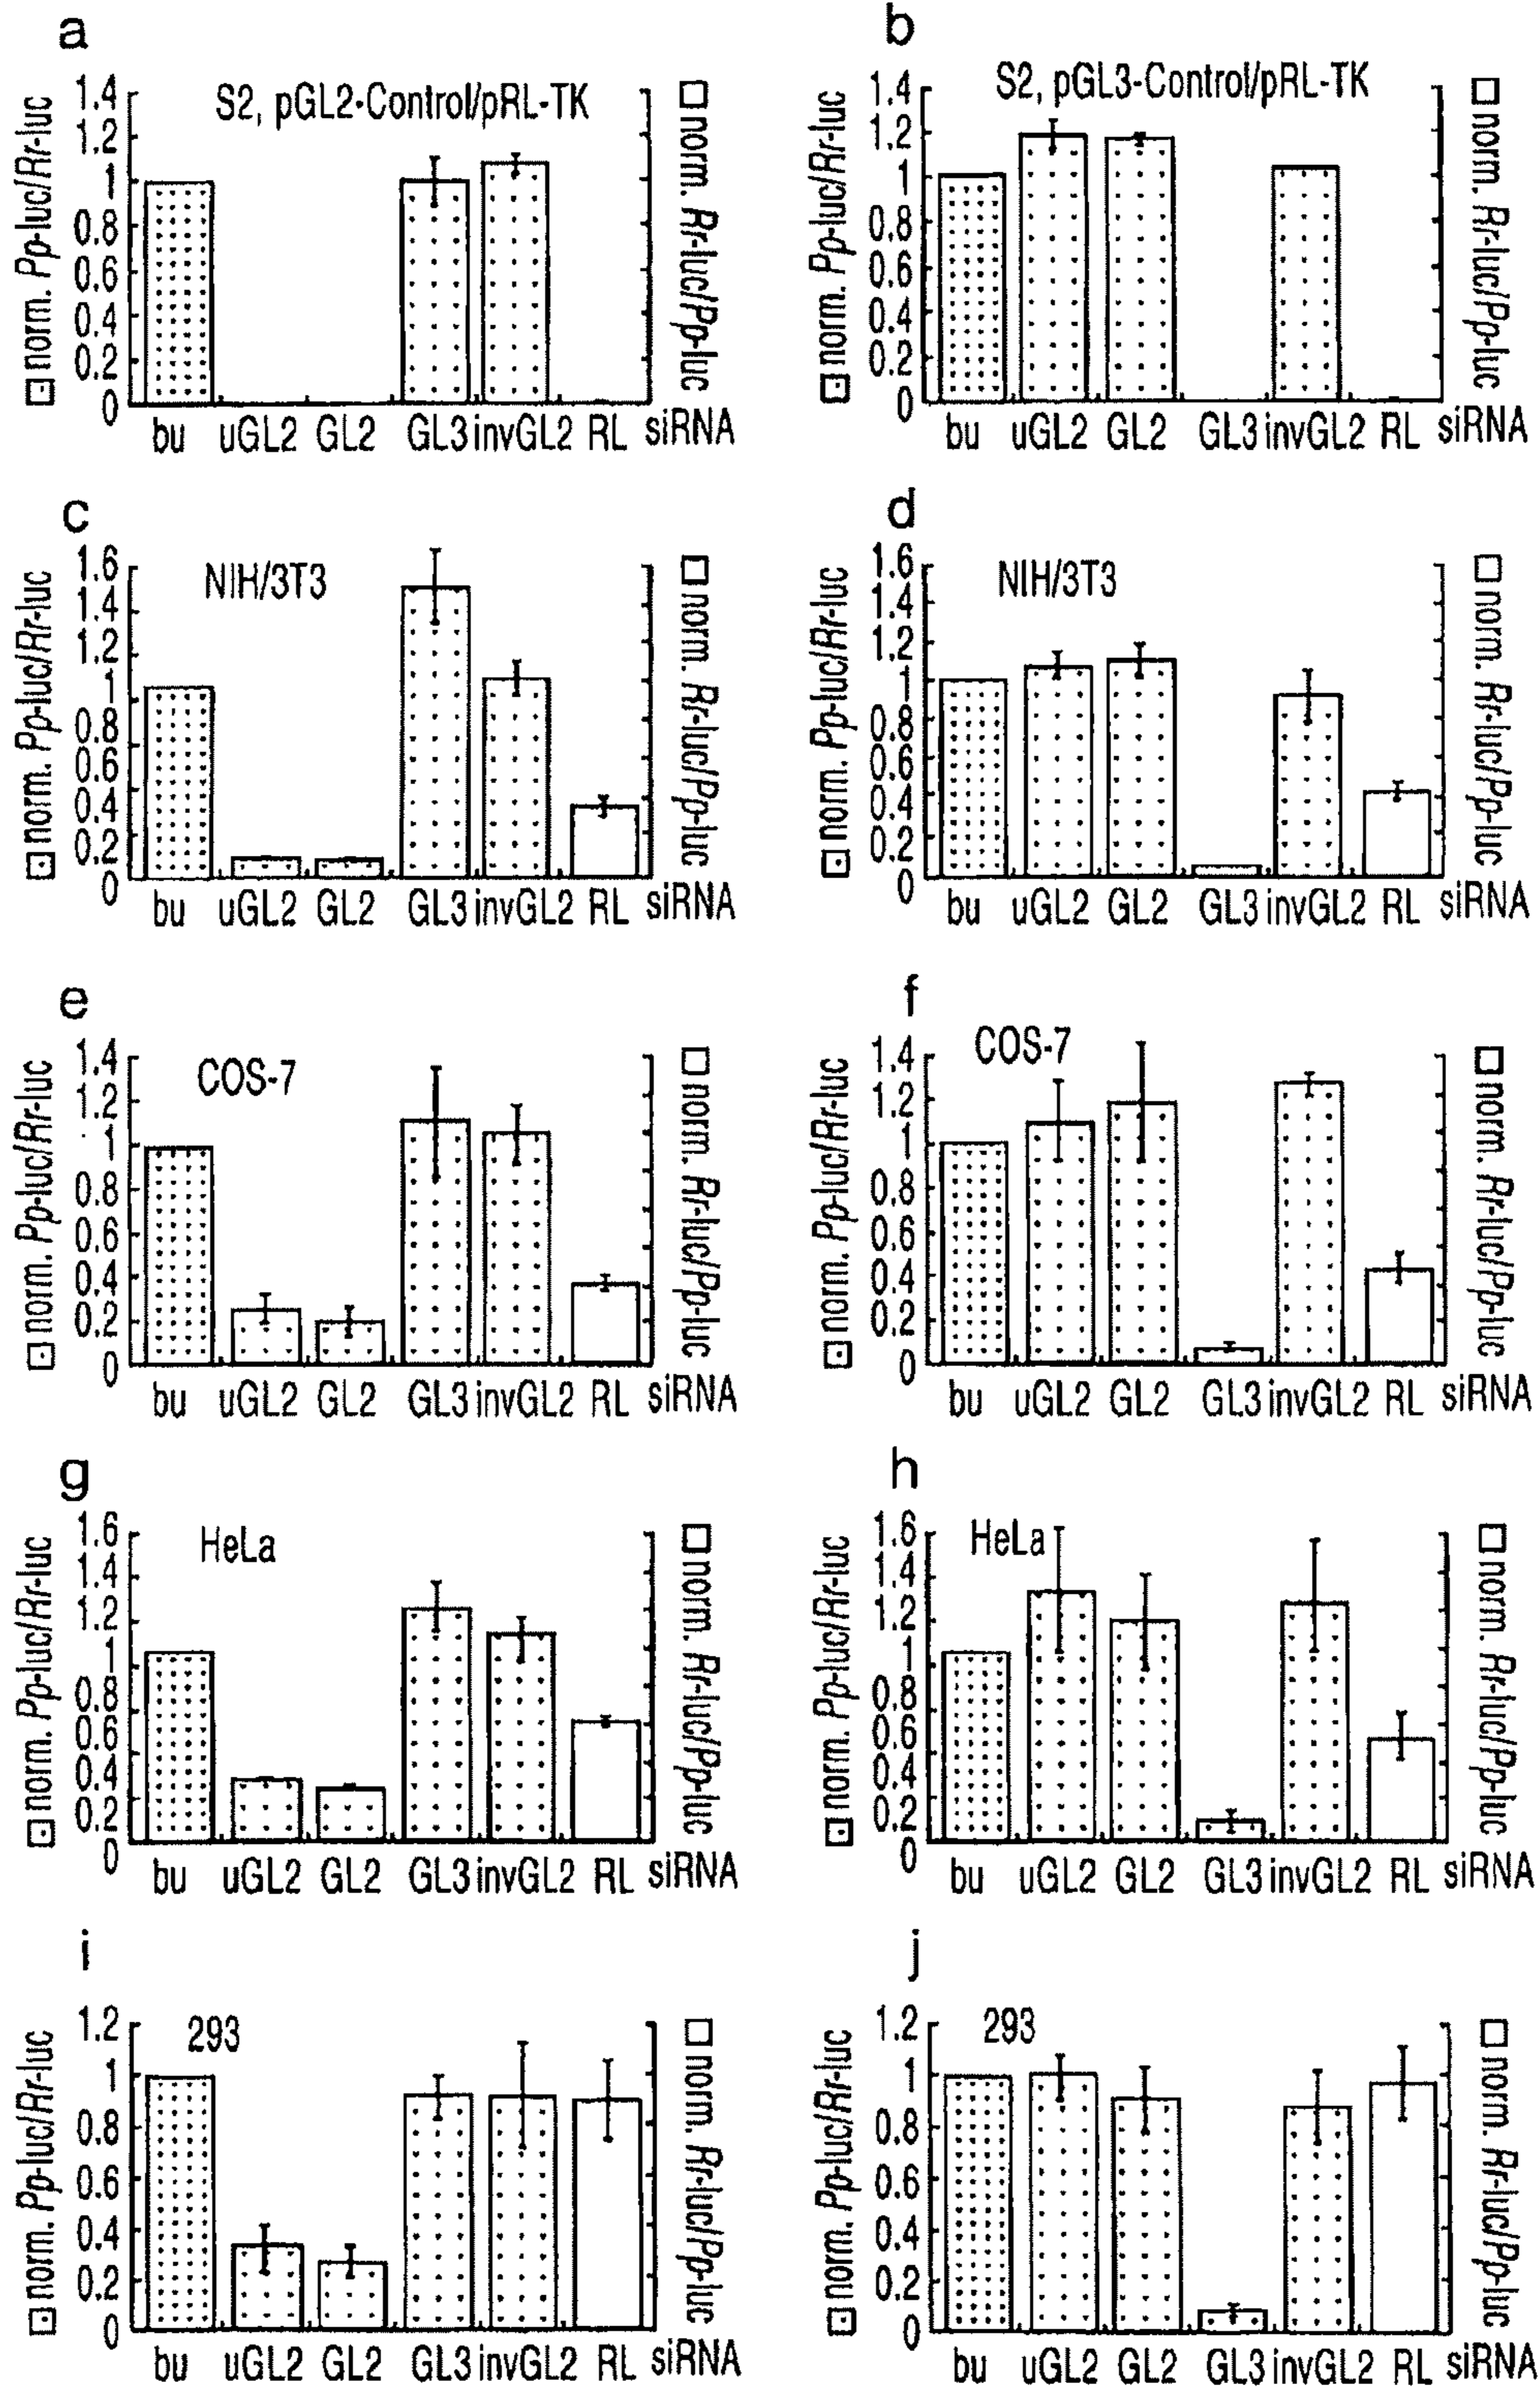 a
S2, pGL2-Control/pRL-TK
norm. Pp-luc/Rr-luc
1.4
1.2
1
0.8
0.6
0.4
0.2
0
norm. Rr-luc/Pp-luc
bu uGL2 GL2 GL3 invGL2 RL siRNA
b
S2, pGL3-Control/pRL-TK
norm. Pp-luc/Rr-luc
1.4
1.2
1
0.8
0.6
0.4
0.2
0
norm. Rr-luc/Pp-luc
bu uGL2 GL2 GL3 invGL2 RL siRNA
c
NIH/3T3
norm. Pp-luc/Rr-luc
1.6
1.4
1.2
1
0.8
0.6
0.4
0.2
0
norm. Rr-luc/Pp-luc
bu uGL2 GL2 GL3 invGL2 RL siRNA
d
NIH/3T3
norm. Pp-luc/Rr-luc
1.6
1.4
1.2
1
0.8
0.6
0.4
0.2
0
norm. Rr-luc/Pp-luc
bu uGL2 GL2 GL3 invGL2 RL siRNA
e
COS-7
norm. Pp-luc/Rr-luc
1.4
1.2
1
0.8
0.6
0.4
0.2
0
norm. Rr-luc/Pp-luc
bu uGL2 GL2 GL3 invGL2 RL siRNA
f
COS-7
norm. Pp-luc/Rr-luc
1.4
1.2
1
0.8
0.6
0.4
0.2
0
norm. Rr-luc/Pp-luc
bu uGL2 GL2 GL3 invGL2 RL siRNA
g
HeLa
norm. Pp-luc/Rr-luc
1.6
1.4
1.2
1
0.8
0.6
0.4
0.2
0
norm. Rr-luc/Pp-luc
bu uGL2 GL2 GL3 invGL2 RL siRNA
h
HeLa
norm. Pp-luc/Rr-luc
1.6
1.4
1.2
1
0.8
0.6
0.4
0.2
0
norm. Rr-luc/Pp-luc
bu uGL2 GL2 GL3 invGL2 RL siRNA
i
293
norm. Pp-luc/Rr-luc
1.2
1
0.8
0.6
0.4
0.2
0
norm. Rr-luc/Pp-luc
bu uGL2 GL2 GL3 invGL2 RL siRNA
j
293
norm. Pp-luc/Rr-luc
1.2
1
0.8
0.6
0.4
0.2
0
norm. Rr-luc/Pp-luc
bu uGL2 GL2 GL3 invGL2 RL siRNA